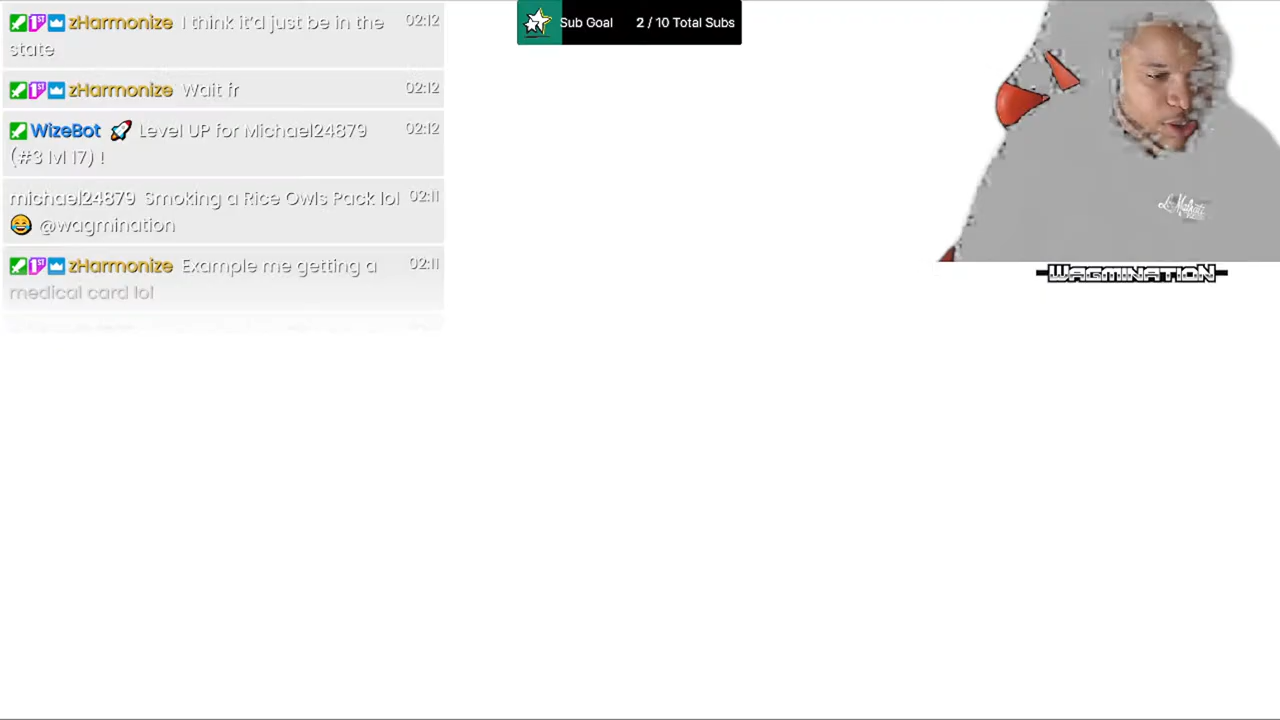 zHarmonize I think it'd just be in the 02:12
state
zHarmonize Wait fr 02:12
WizeBot 🚀 Level UP for Michael24879 02:12
(#3 lvl 17) !
michael24879 Smoking a Rice Owls Pack lol 02:11
😂 @wagmination
zHarmonize Example me getting a 02:11
medical card lol
Sub Goal 2 / 10 Total Subs
WAGMINATION